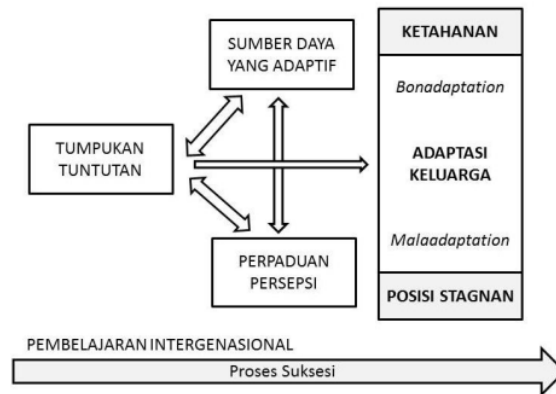 SUMBER DAYA
YANG ADAPTIF
TUMPUKAN
TUNTUTAN
PERPADUAN
PERSEPSI
KETAHANAN
Bonadaptation
ADAPTASI
KELUARGA
Malaadaptation
POSISI STAGNAN
PEMBELAJARAN INTERGENASIONAL
Proses Suksesi